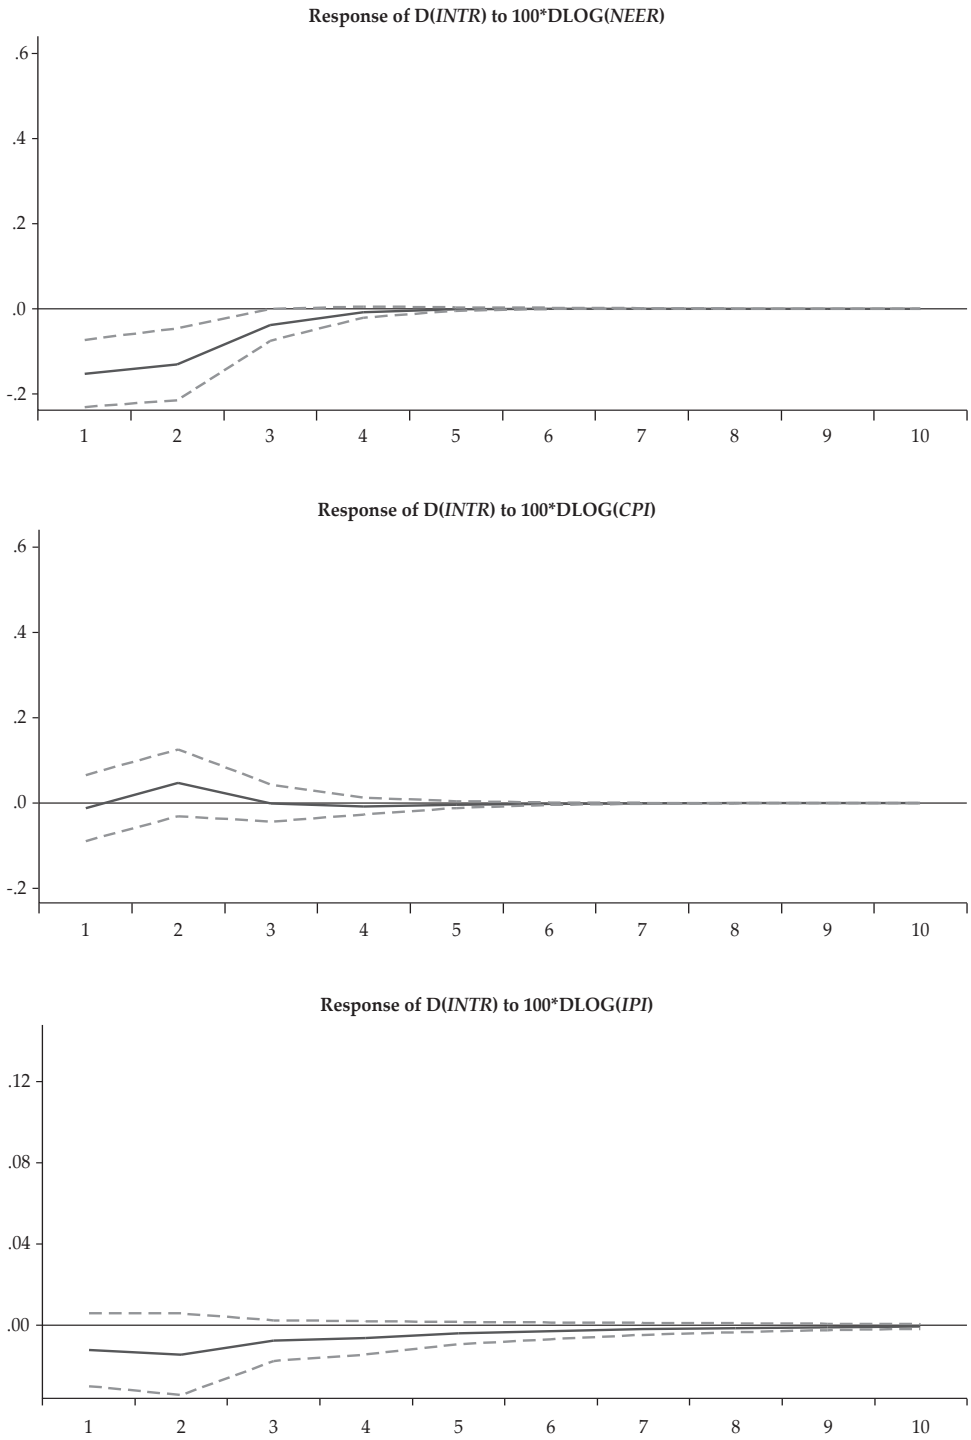 Response of D(INTR) to 100*DLOG(NEER)
.6
.4
.2
.0
-.2
1 2 3 4 5 6 7 8 9 10
Response of D(INTR) to 100*DLOG(CPI)
.6
.4
.2
.0
-.2
1 2 3 4 5 6 7 8 9 10
Response of D(INTR) to 100*DLOG(IPI)
.12
.08
.04
.00
1 2 3 4 5 6 7 8 9 10